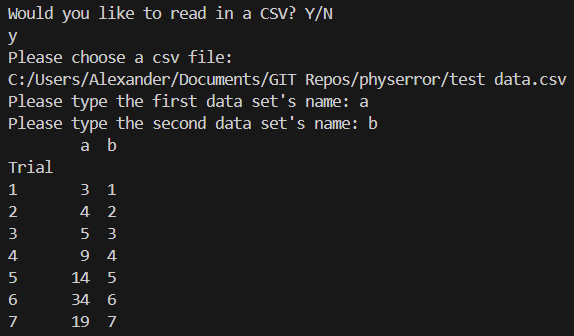 Would you like to read in a CSV? Y/N
y
Please choose a csv file:
C:/Users/Alexander/Documents/GIT Repos/physerror/test data.csv
Please type the first data set's name: a
Please type the second data set's name: b
a b
Trial
1 3 1
2 4 2
3 5 3
4 9 4
5 14 5
6 34 6
7 19 7